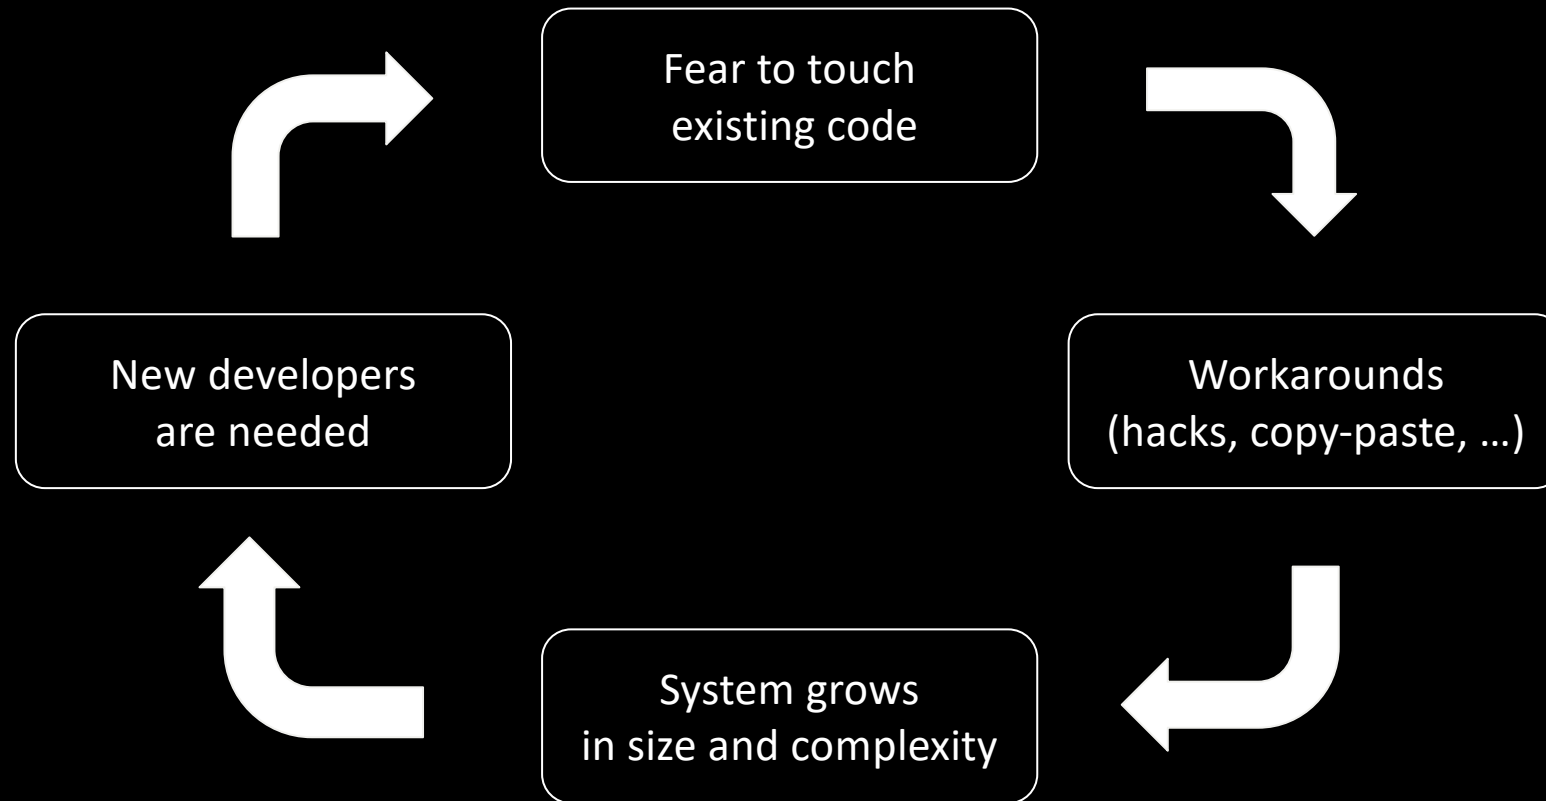 Fear to touch
existing code
New developers
are needed
Workarounds
(hacks, copy-paste, …)
System grows
in size and complexity